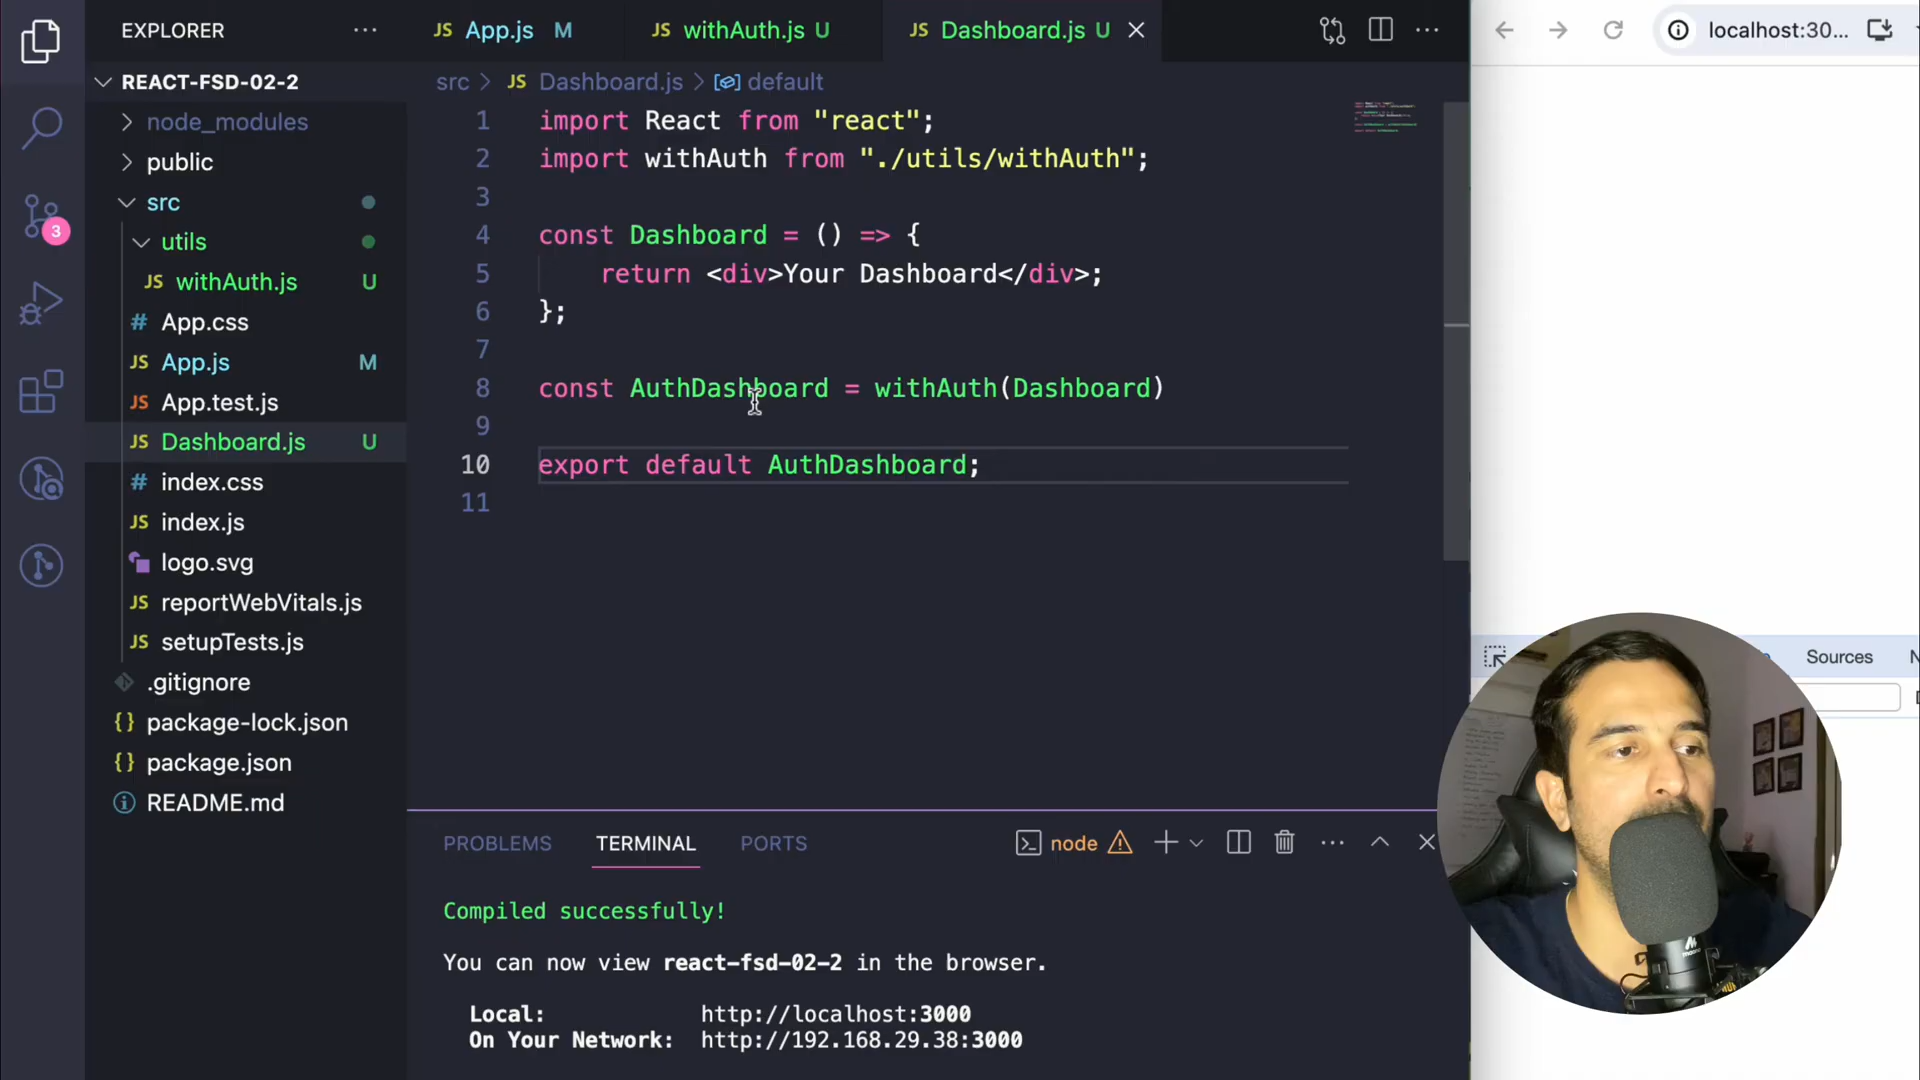 EXPLORER
REACT-FSD-02-2
node_modules
public
src
utils
JS withAuth.js U
# App.css
JS App.js M
JS App.test.js
JS Dashboard.js U
# index.css
JS index.js
logo.svg
JS reportWebVitals.js
JS setupTests.js
.gitignore
{} package-lock.json
{} package.json
README.md
3
JS App.js M
JS withAuth.js U
JS Dashboard.js U
src > JS Dashboard.js > default
1 import React from "react";
2 import withAuth from "./utils/withAuth";
3
4 const Dashboard = () => {
5 return <div>Your Dashboard</div>;
6 };
7
8 const AuthDashboard = withAuth(Dashboard)
9
10 export default AuthDashboard;
11
PROBLEMS TERMINAL PORTS
node
Compiled successfully!
You can now view react-fsd-02-2 in the browser.
Local: http://localhost:3000
On Your Network: http://192.168.29.38:3000
localhost:30...
Sources